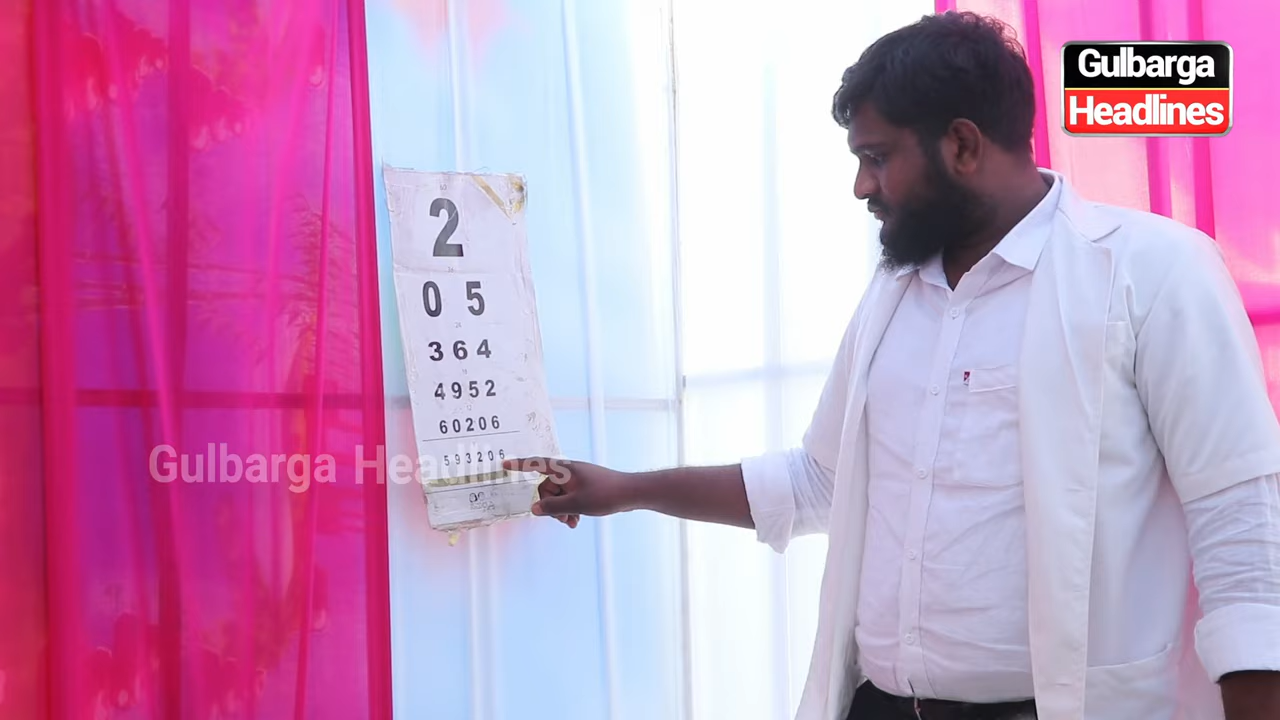 Gulbarga
Headlines
2
0 5
3 6 4
4 9 5 2
6 0 2 0 6
5 9 3 2 0 6
Gulbarga Headlines